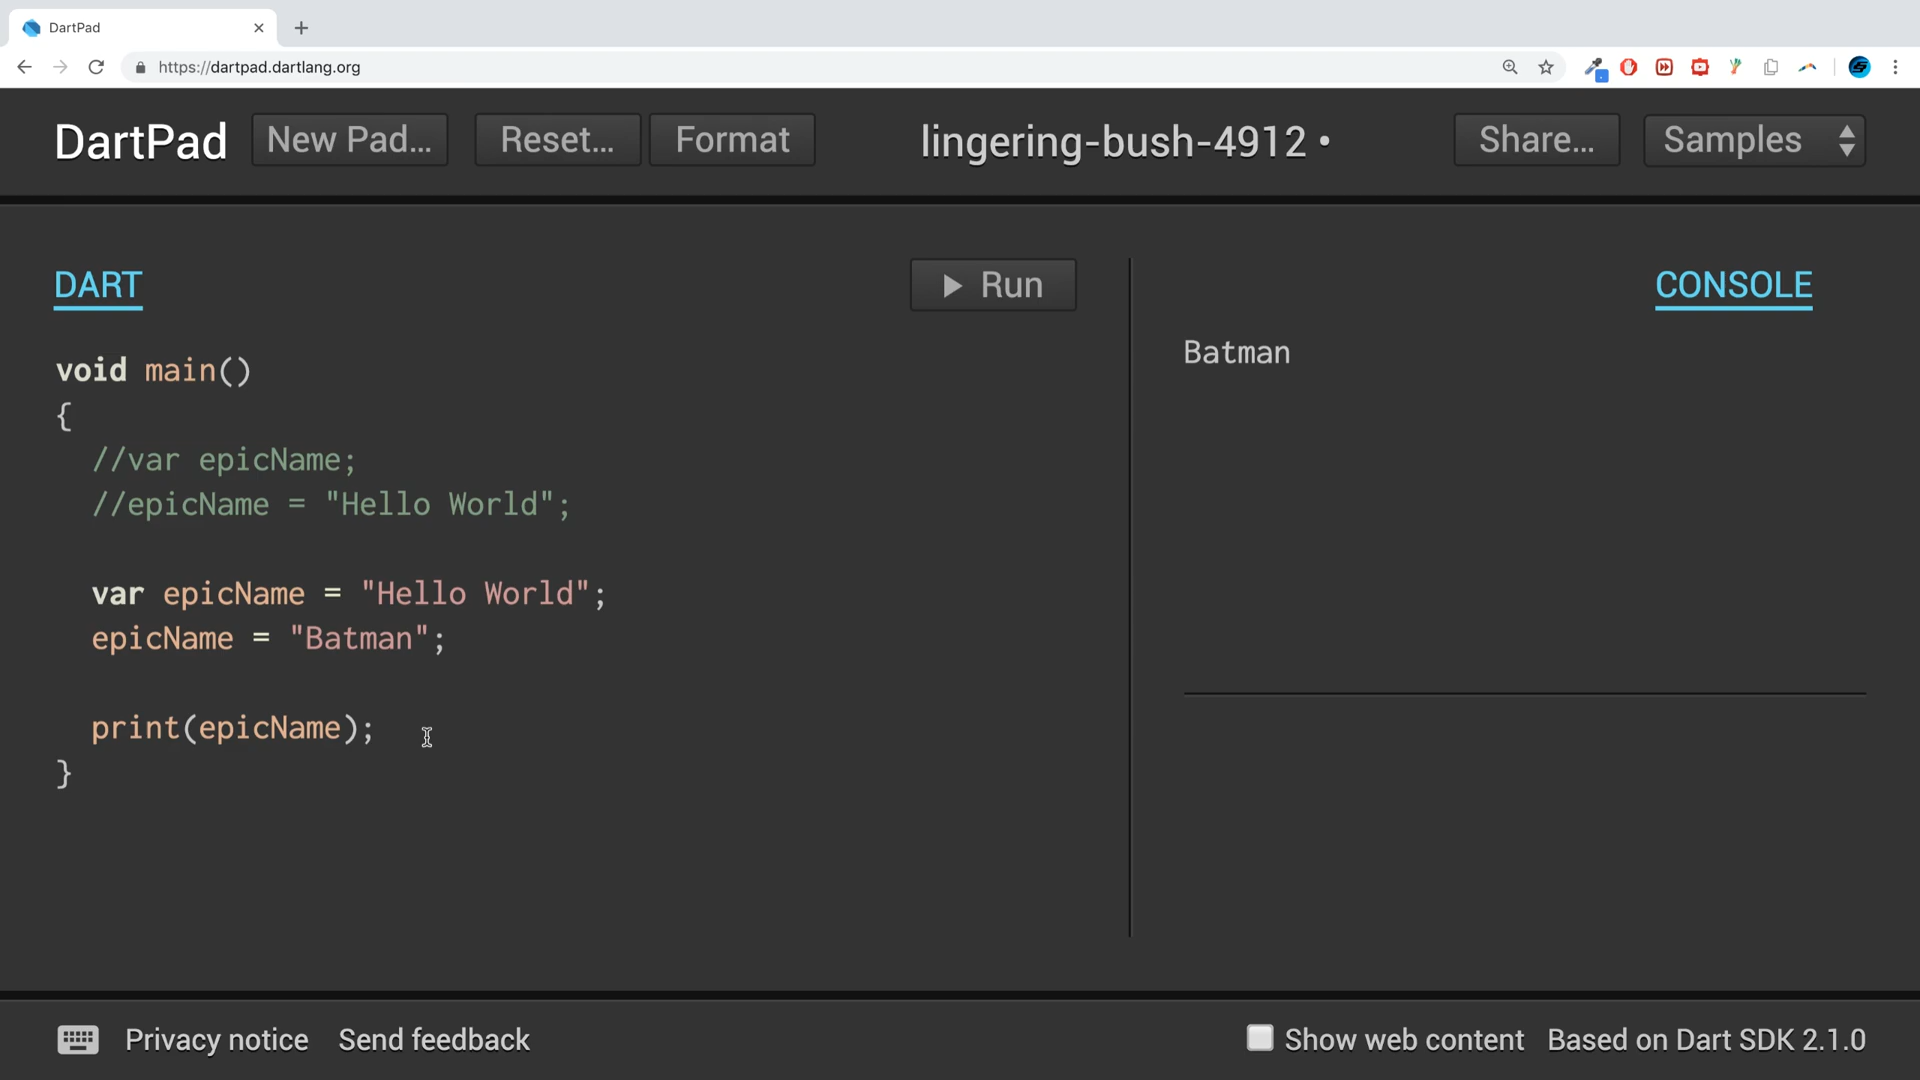 DartPad
https://dartpad.dartlang.org
DartPad New Pad... Reset... Format lingering-bush-4912 • Share... Samples
DART Run CONSOLE
void main()
{
//var epicName;
//epicName = "Hello World";
var epicName = "Hello World";
epicName = "Batman";
print(epicName);
}
Batman
Privacy notice Send feedback Show web content Based on Dart SDK 2.1.0